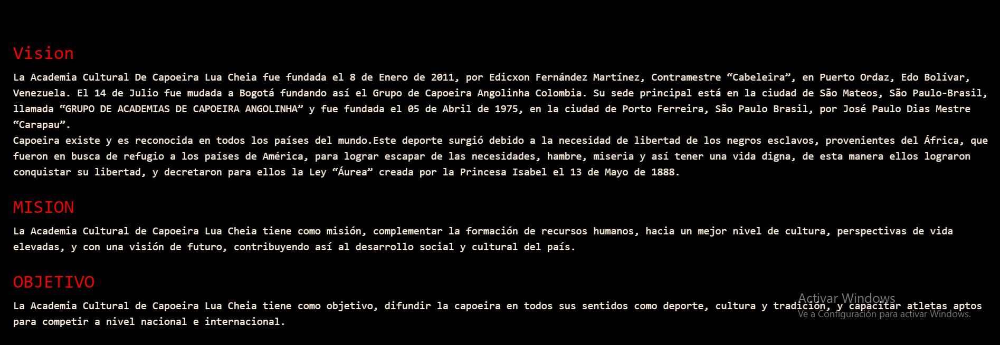 Vision
La Academia Cultural De Capoeira Lua Cheia fue fundada el 8 de Enero de 2011, por Edicxon Fernández Martínez, Contramestre “Cabeleira”, en Puerto Ordaz, Edo Bolívar,
Venezuela. El 14 de Julio fue mudada a Bogotá fundando así el Grupo de Capoeira Angolinha Colombia. Su sede principal está en la ciudad de São Mateos, São Paulo-Brasil,
llamada “GRUPO DE ACADEMIAS DE CAPOEIRA ANGOLINHA” y fue fundada el 05 de Abril de 1975, en la ciudad de Porto Ferreira, São Paulo Brasil, por José Paulo Dias Mestre
“Carapau”.
Capoeira existe y es reconocida en todos los países del mundo.Este deporte surgió debido a la necesidad de libertad de los negros esclavos, provenientes del África, que
fueron en busca de refugio a los países de América, para lograr escapar de las necesidades, hambre, miseria y así tener una vida digna, de esta manera ellos lograron
conquistar su libertad, y decretaron para ellos la Ley “Áurea” creada por la Princesa Isabel el 13 de Mayo de 1888.
MISION
La Academia Cultural de Capoeira Lua Cheia tiene como misión, complementar la formación de recursos humanos, hacia un mejor nivel de cultura, perspectivas de vida
elevadas, y con una visión de futuro, contribuyendo así al desarrollo social y cultural del país.
OBJETIVO
La Academia Cultural de Capoeira Lua Cheia tiene como objetivo, difundir la capoeira en todos sus sentidos como deporte, cultura y tradición, y capacitar atletas aptos
para competir a nivel nacional e internacional.
Activar Windows
Ve a Configuración para activar Windows.